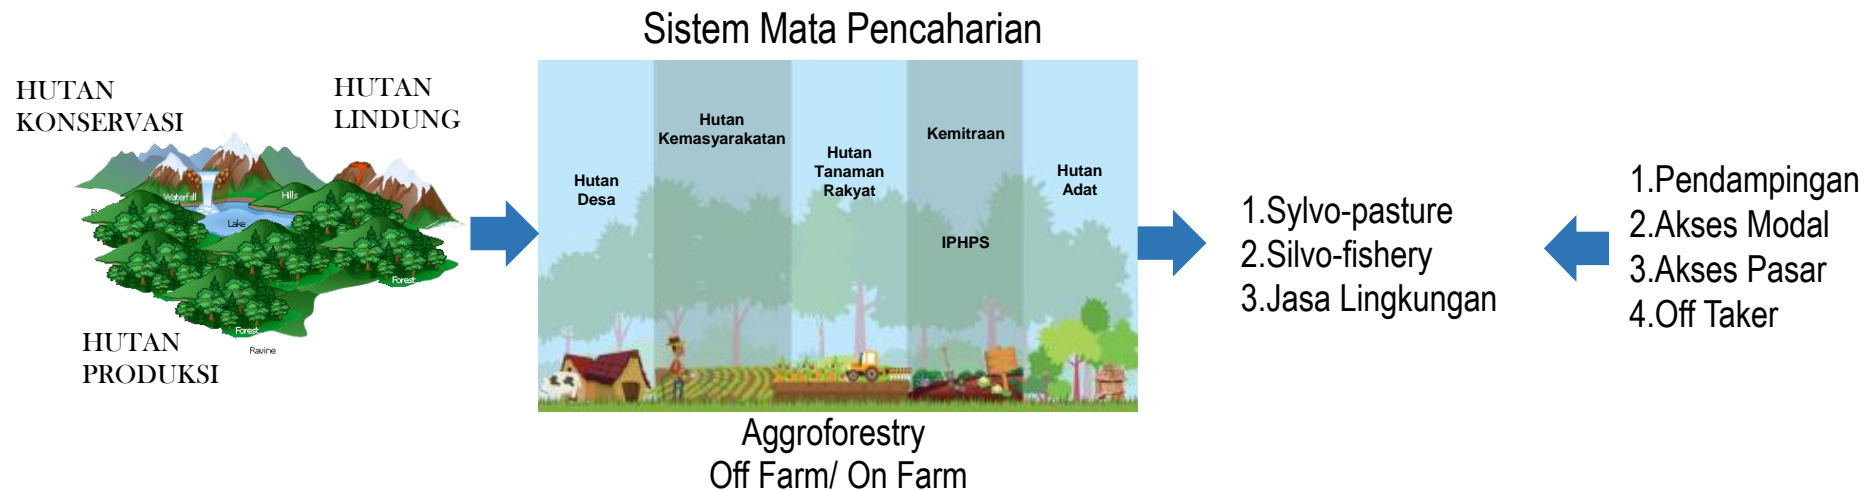 Sistem Mata Pencaharian
HUTAN
KONSERVASI
HUTAN
LINDUNG
Waterfall
Hills
Lake
Forest
Forest
Ravine
HUTAN
PRODUKSI
Hutan
Desa
Hutan
Kemasyarakatan
Hutan
Tanaman
Rakyat
Kemitraan
IPHPS
Hutan
Adat
Aggroforestry
Off Farm/ On Farm
1.Sylvo-pasture
2.Silvo-fishery
3.Jasa Lingkungan
1.Pendampingan
2.Akses Modal
3.Akses Pasar
4.Off Taker